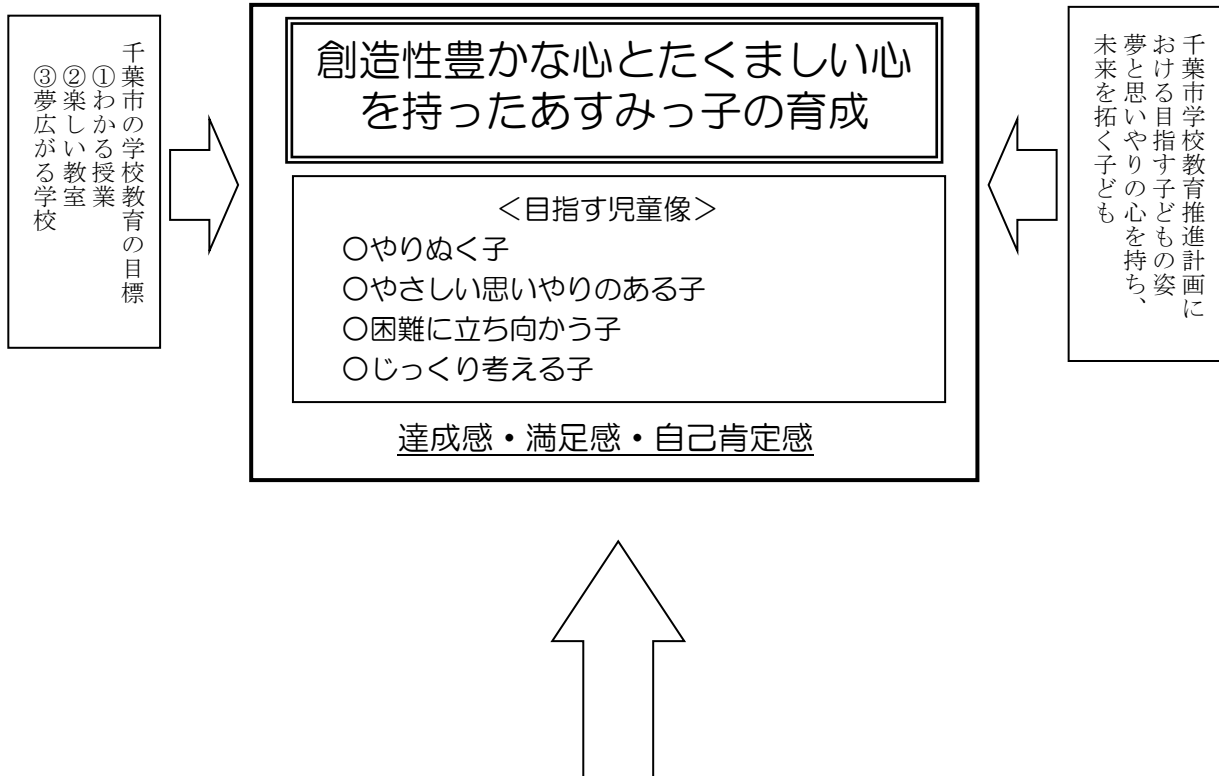 創造性豊かな心とたくましい心
を持ったあすみっ子の育成
<目指す児童像>
○やりぬく子
○やさしい思いやりのある子
○困難に立ち向かう子
○じっくり考える子
達成感・満足感・自己肯定感
千葉市の学校教育の目標
①わかる授業
②楽しい教室
③夢広がる学校
千葉市学校教育推進計画に
おける目指す子どもの姿
夢と思いやりの心を持ち、
未来を拓く子ども